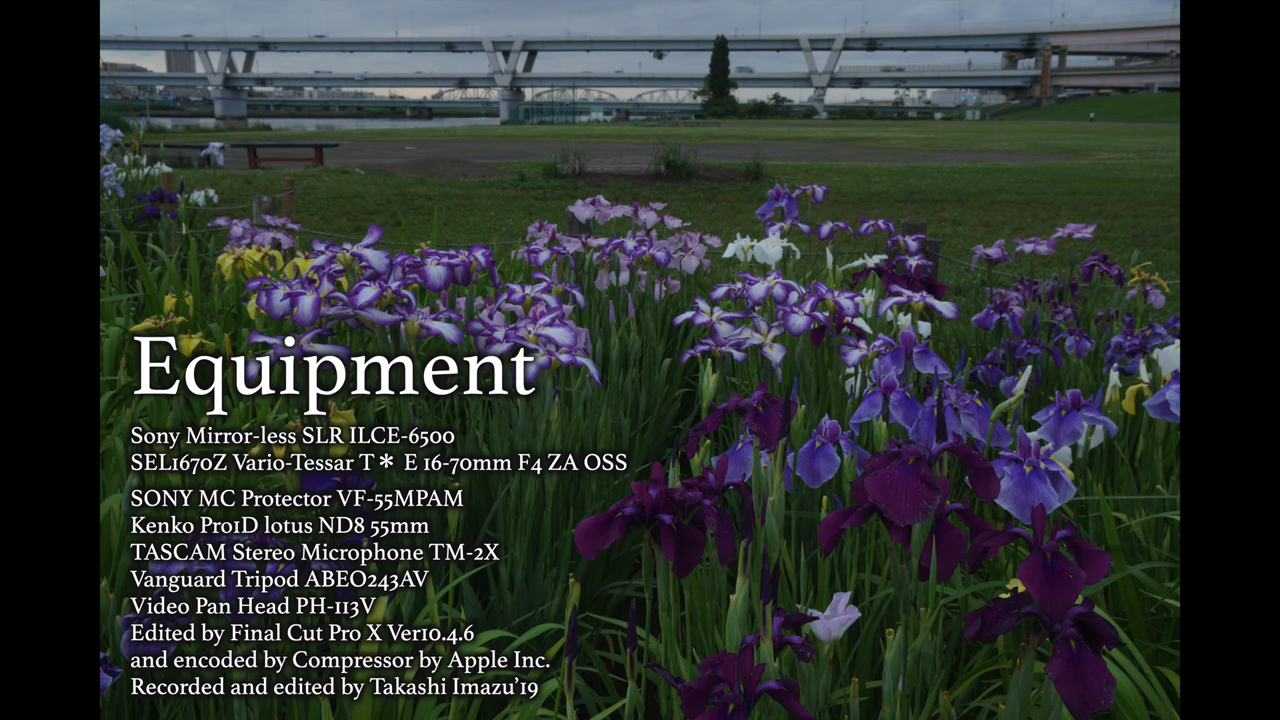 Equipment
Sony Mirror-less SLR ILCE-6500
SEL1670Z Vario-Tessar T＊ E 16-70mm F4 ZA OSS
SONY MC Protector VF-55MPAM
Kenko Pro1D lotus ND8 55mm
TASCAM Stereo Microphone TM-2X
Vanguard Tripod ABEO243AV
Video Pan Head PH-113V
Edited by Final Cut Pro X Ver10.4.6
and encoded by Compressor by Apple Inc.
Recorded and edited by Takashi Imazu’19